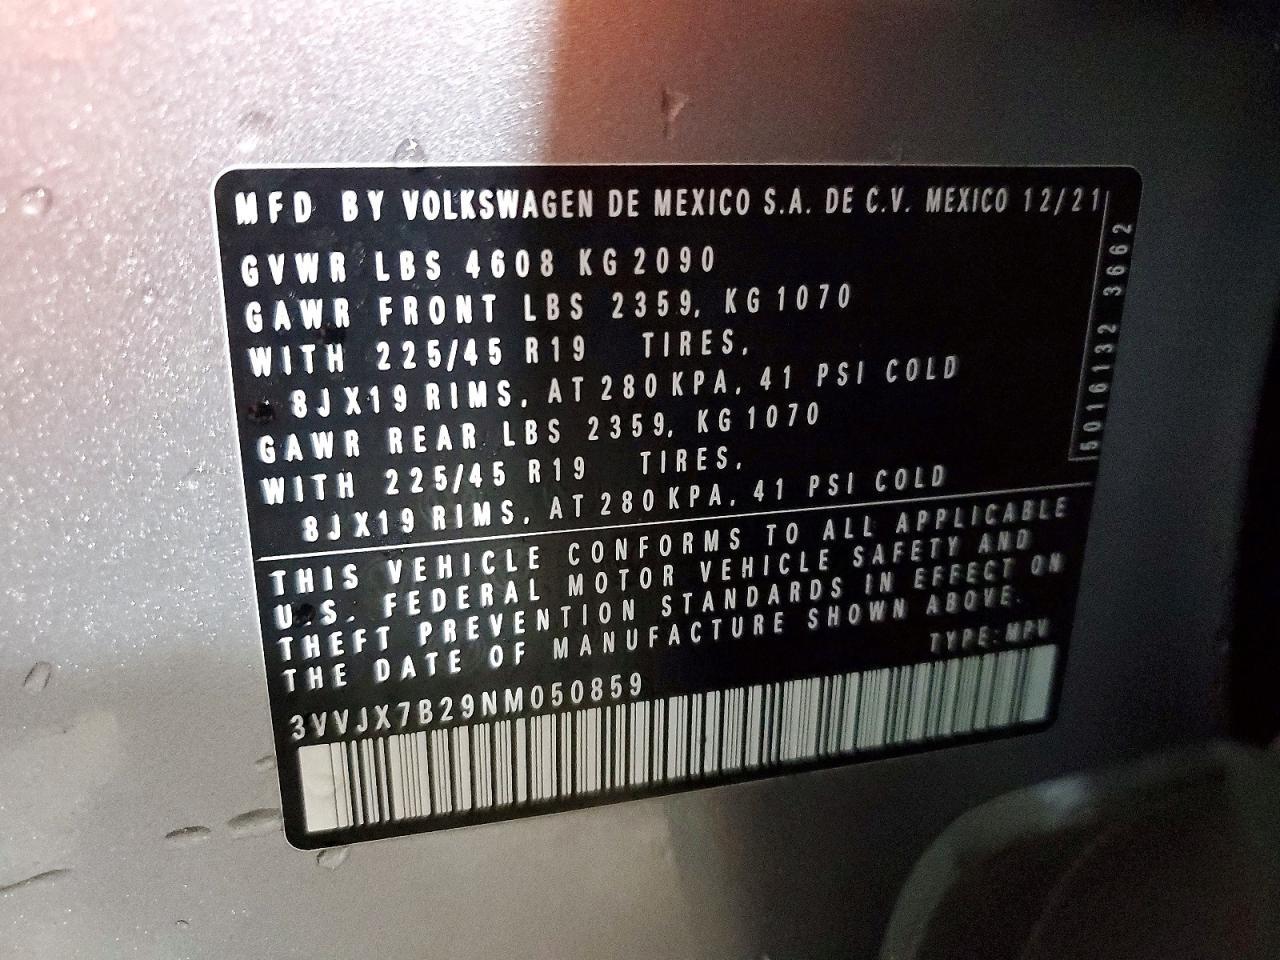 MFD BY VOLKSWAGEN DE MEXICO S.A. DE C.V. MEXICO 12/21
GVWR LBS 4608 KG 2090
GAWR FRONT LBS 2359, KG 1070
WITH 225/45 R19 TIRES,
8JX19 RIMS, AT 280 KPA, 41 PSI COLD
GAWR REAR LBS 2359, KG 1070
WITH 225/45 R19 TIRES,
8JX19 RIMS, AT 280 KPA, 41 PSI COLD
5016132 3662
THIS VEHICLE CONFORMS TO ALL APPLICABLE
U.S. FEDERAL MOTOR VEHICLE SAFETY AND
THEFT PREVENTION STANDARDS IN EFFECT ON
THE DATE OF MANUFACTURE SHOWN ABOVE.
TYPE: MPV
3VVJX7B29NM050859